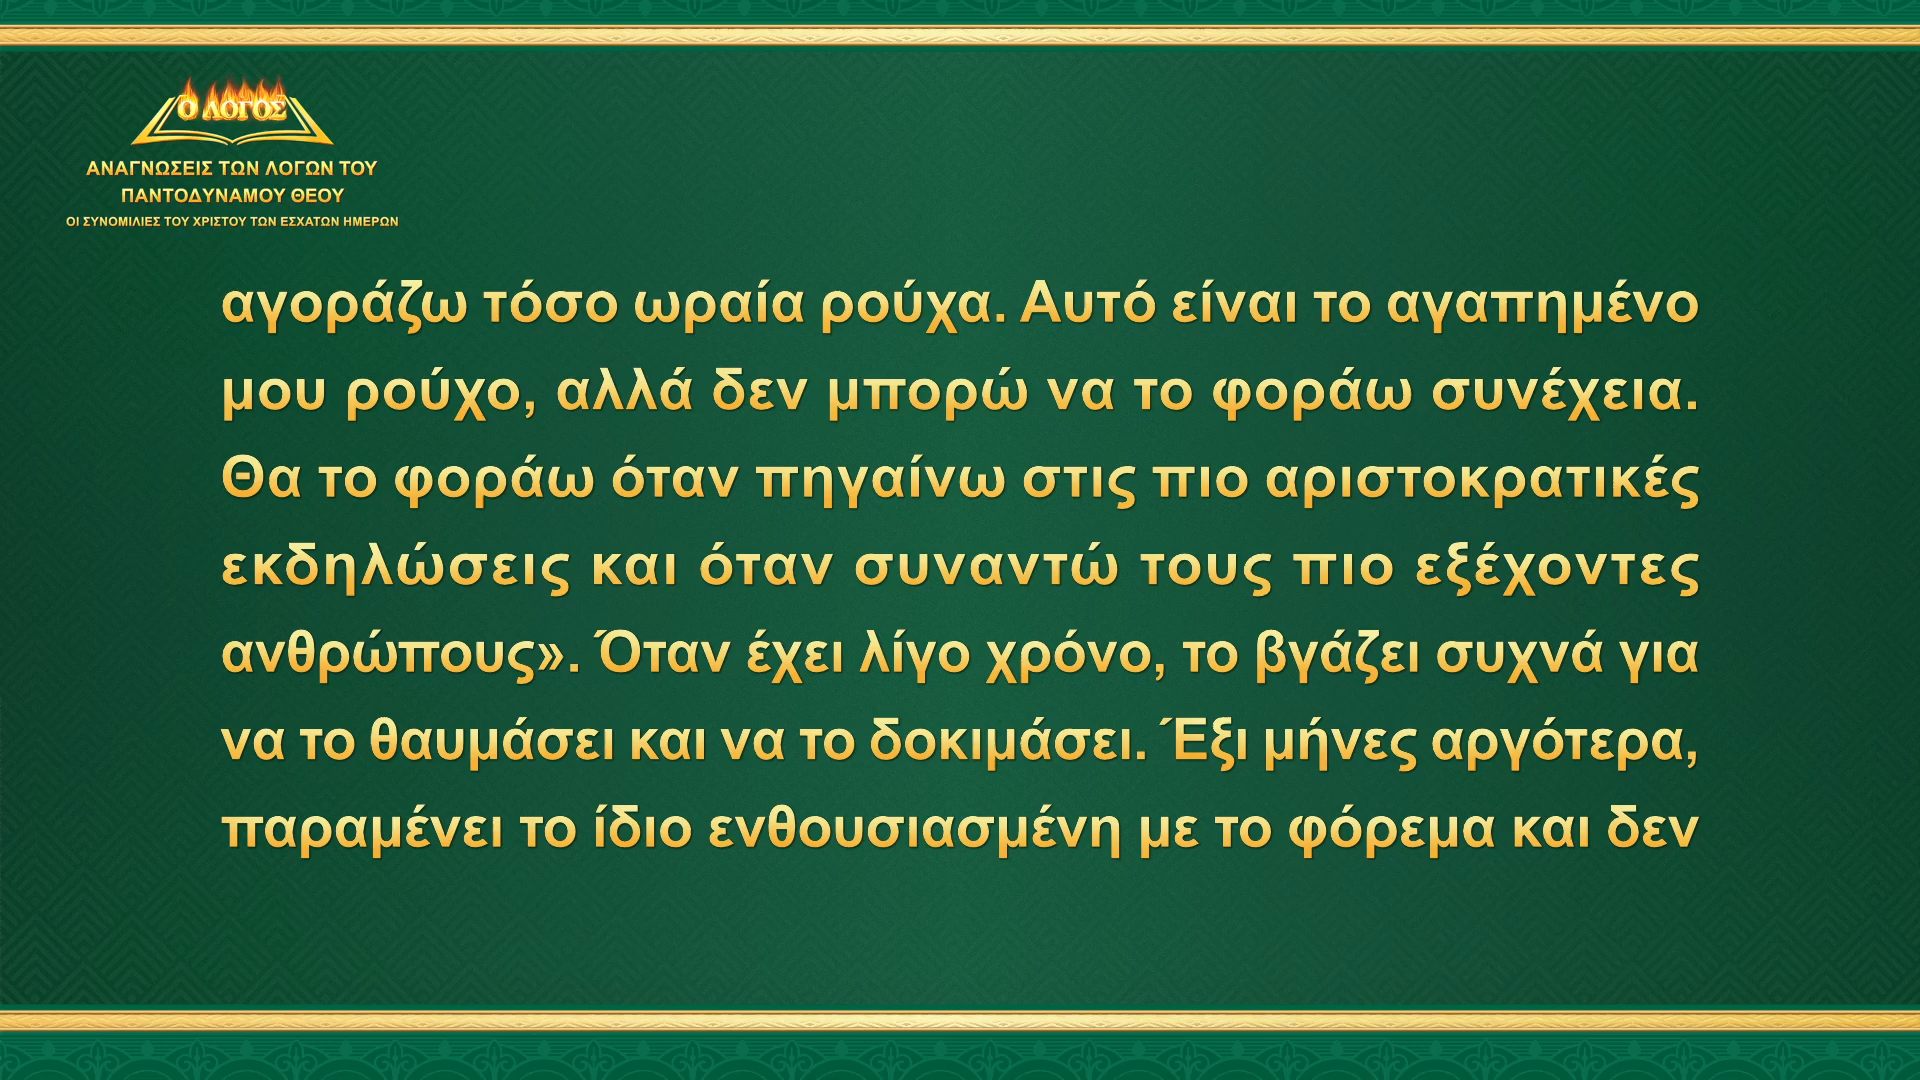 Ο ΛΟΓΟΣ
ΑΝΑΓΝΩΣΕΙΣ ΤΩΝ ΛΟΓΩΝ ΤΟΥ
ΠΑΝΤΟΔΥΝΑΜΟΥ ΘΕΟΥ
ΟΙ ΣΥΝΟΜΙΛΙΕΣ ΤΟΥ ΧΡΙΣΤΟΥ ΤΩΝ ΕΣΧΑΤΩΝ ΗΜΕΡΩΝ
αγοράζω τόσο ωραία ρούχα. Αυτό είναι το αγαπημένο
μου ρούχο, αλλά δεν μπορώ να το φοράω συνέχεια.
Θα το φοράω όταν πηγαίνω στις πιο αριστοκρατικές
εκδηλώσεις και όταν συναντώ τους πιο εξέχοντες
ανθρώπους». Όταν έχει λίγο χρόνο, το βγάζει συχνά για
να το θαυμάσει και να το δοκιμάσει. Έξι μήνες αργότερα,
παραμένει το ίδιο ενθουσιασμένη με το φόρεμα και δεν